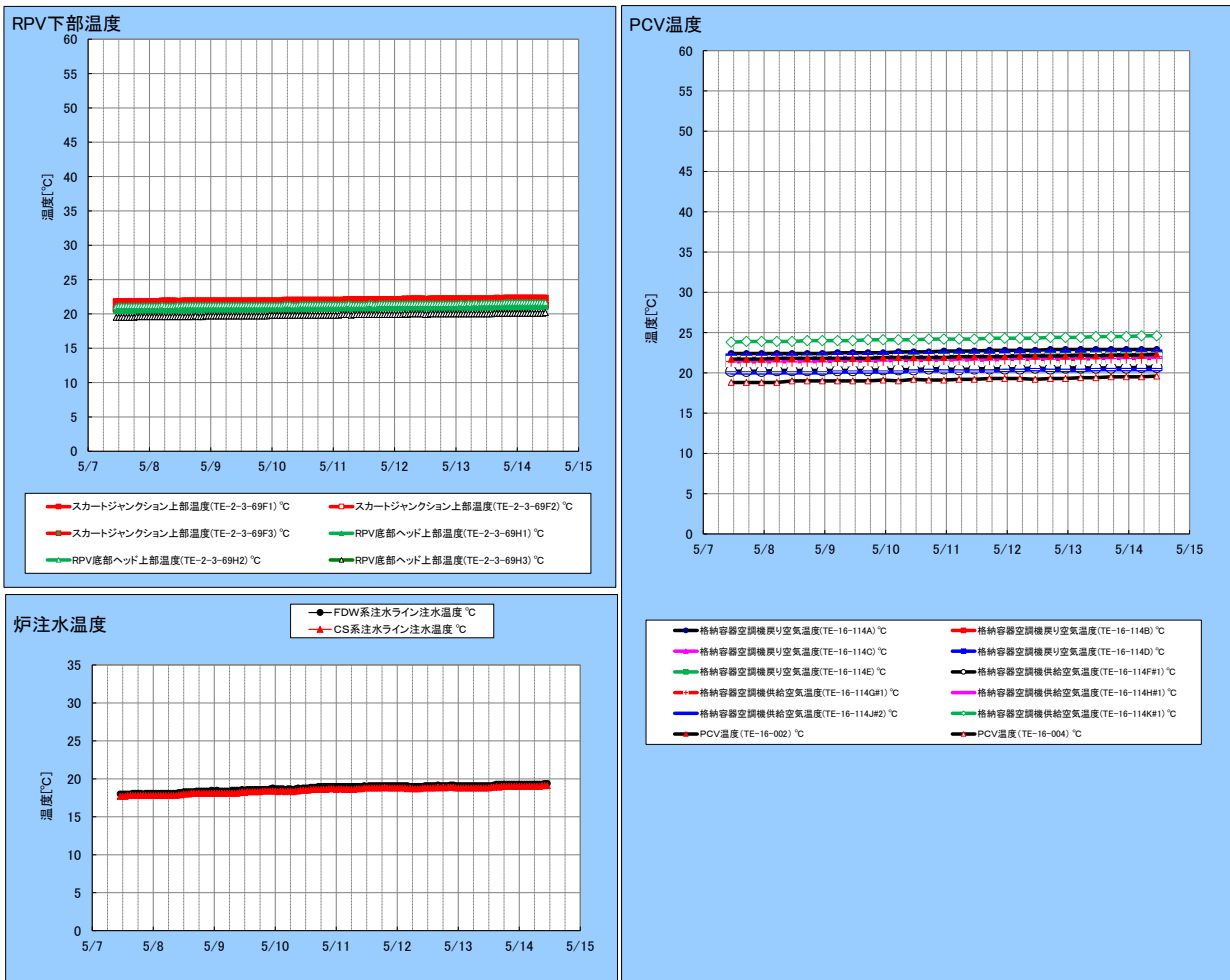 RPV下部温度
60
55
50
45
40
35
30
25
20
15
10
5
0
温度[℃]
5/7 5/8 5/9 5/10 5/11 5/12 5/13 5/14 5/15
スカートジャンクション上部温度(TE-2-3-69F1) ℃ スカートジャンクション上部温度(TE-2-3-69F2) ℃
スカートジャンクション上部温度(TE-2-3-69F3) ℃ RPV底部ヘッド上部温度(TE-2-3-69H1) ℃
RPV底部ヘッド上部温度(TE-2-3-69H2) ℃ RPV底部ヘッド上部温度(TE-2-3-69H3) ℃
炉注水温度
FDW系注水ライン注水温度 ℃
CS系注水ライン注水温度 ℃
35
30
25
20
15
10
5
0
温度[℃]
5/7 5/8 5/9 5/10 5/11 5/12 5/13 5/14 5/15
PCV温度
60
55
50
45
40
35
30
25
20
15
10
5
0
温度[℃]
5/7 5/8 5/9 5/10 5/11 5/12 5/13 5/14 5/15
格納容器空調機戻り空気温度(TE-16-114A) ℃ 格納容器空調機戻り空気温度(TE-16-114B) ℃
格納容器空調機戻り空気温度(TE-16-114C) ℃ 格納容器空調機戻り空気温度(TE-16-114D) ℃
格納容器空調機戻り空気温度(TE-16-114E) ℃ 格納容器空調機供給空気温度(TE-16-114F#1) ℃
格納容器空調機供給空気温度(TE-16-114G#1) ℃ 格納容器空調機供給空気温度(TE-16-114H#1) ℃
格納容器空調機供給空気温度(TE-16-114J#2) ℃ 格納容器空調機供給空気温度(TE-16-114K#1) ℃
PCV温度(TE-16-002) ℃ PCV温度(TE-16-004) ℃